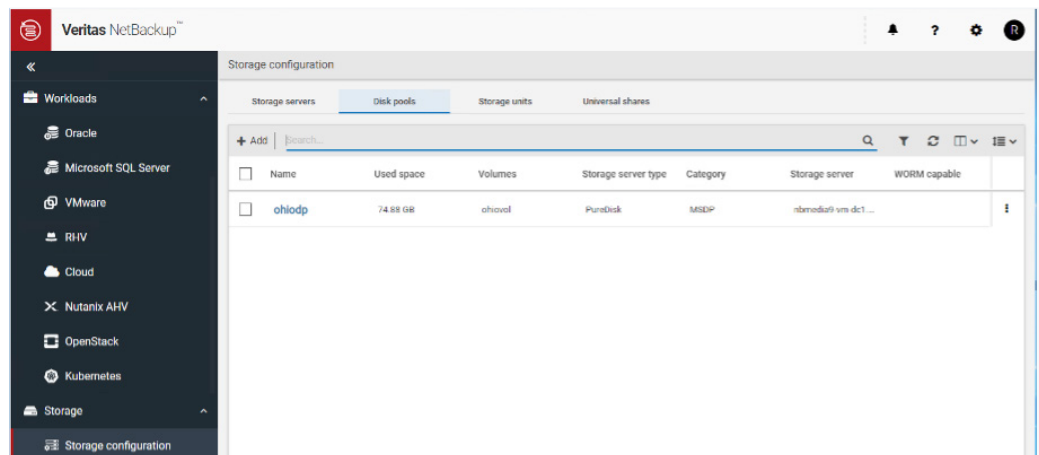 Veritas NetBackup™
?
R
«
Storage configuration
Workloads
Storage servers Disk pools Storage units Universal shares
Oracle
+ Add Search...
Microsoft SQL Server
Name Used space Volumes Storage server type Category Storage server WORM capable
VMware
ohiodp 74.88 GB ohiovol PureDisk MSDP nbmedia9-vm-dc1 ...
RHV
Cloud
Nutanix AHV
OpenStack
Kubernetes
Storage
Storage configuration